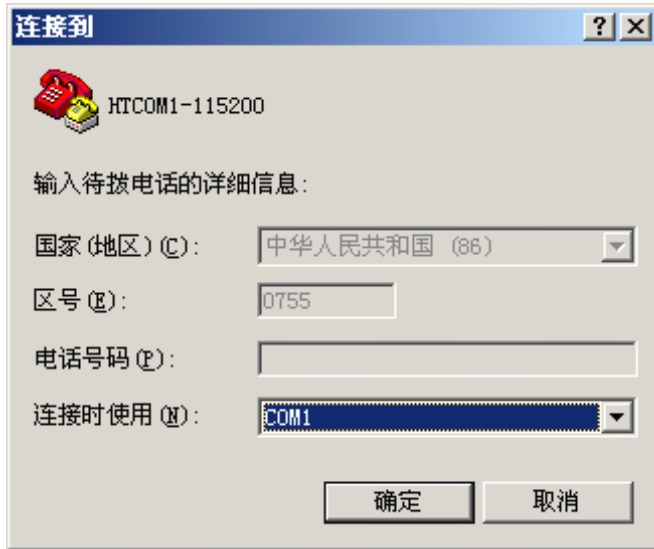 连接到
HTCOM1-115200
输入待拨电话的详细信息:
国家(地区)(C): 中华人民共和国 (86)
区号(E): 0755
电话号码(P):
连接时使用(N): COM1
确定 取消